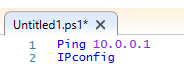 Untitled1.ps1*
1 Ping 10.0.0.1
2 IPconfig